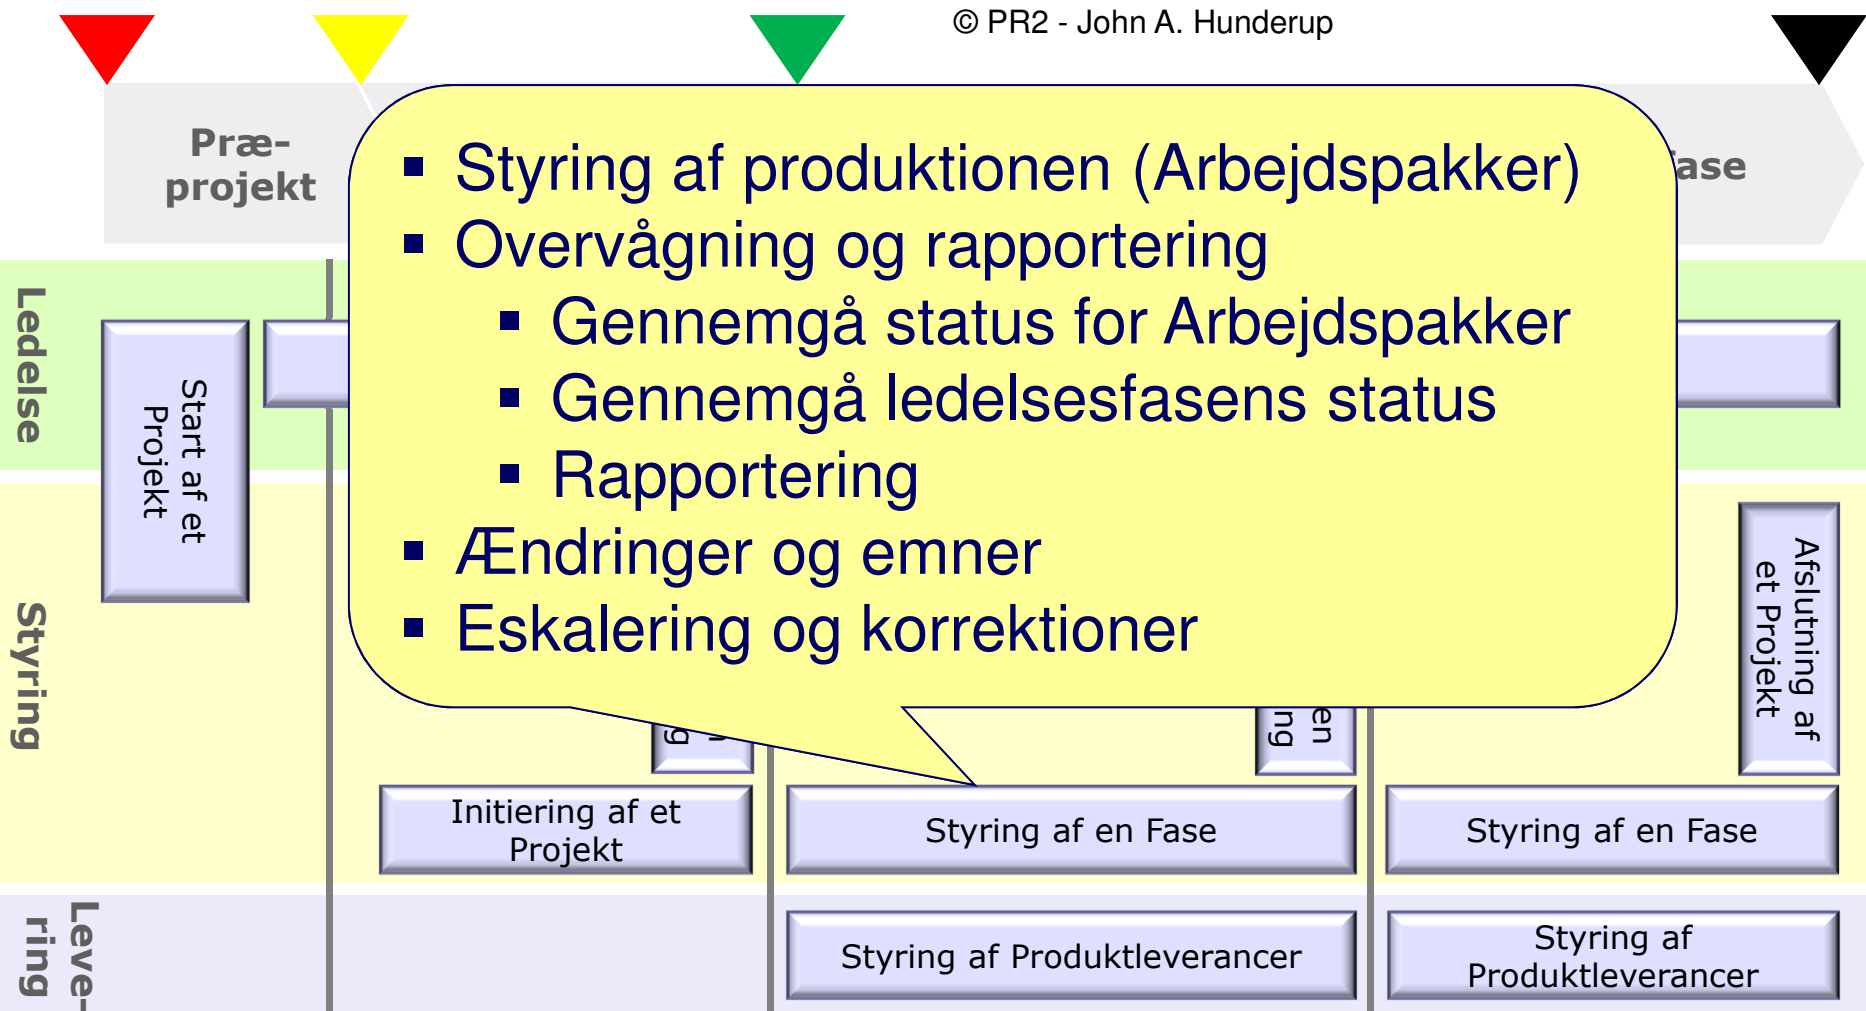 © PR2 - John A. Hunderup
Præ-
projekt
ase
Styring af produktionen (Arbejdspakker)
Overvågning og rapportering
Gennemgå status for Arbejdspakker
Gennemgå ledelsesfasens status
Rapportering
Ændringer og emner
Eskalering og korrektioner
Ledelse
Start af et
Projekt
Styring
Afslutning af
et Projekt
en
ng
Initiering af et
Projekt
Styring af en Fase
Styring af en Fase
Leve-
ring
Styring af Produktleverancer
Styring af
Produktleverancer